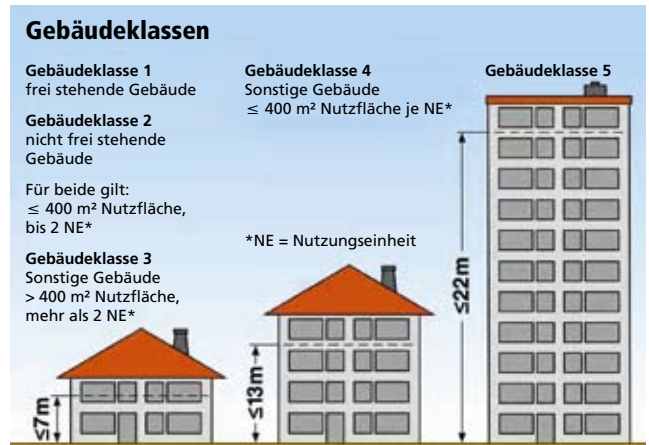 Gebäudeklassen
Gebäudeklasse 1
frei stehende Gebäude
Gebäudeklasse 2
nicht frei stehende
Gebäude
Für beide gilt:
≤ 400 m² Nutzfläche,
bis 2 NE*
Gebäudeklasse 3
Sonstige Gebäude
> 400 m² Nutzfläche,
mehr als 2 NE*
≤7m
Gebäudeklasse 4
Sonstige Gebäude
≤ 400 m² Nutzfläche je NE*
*NE = Nutzungseinheit
≤13m
Gebäudeklasse 5
≤22m